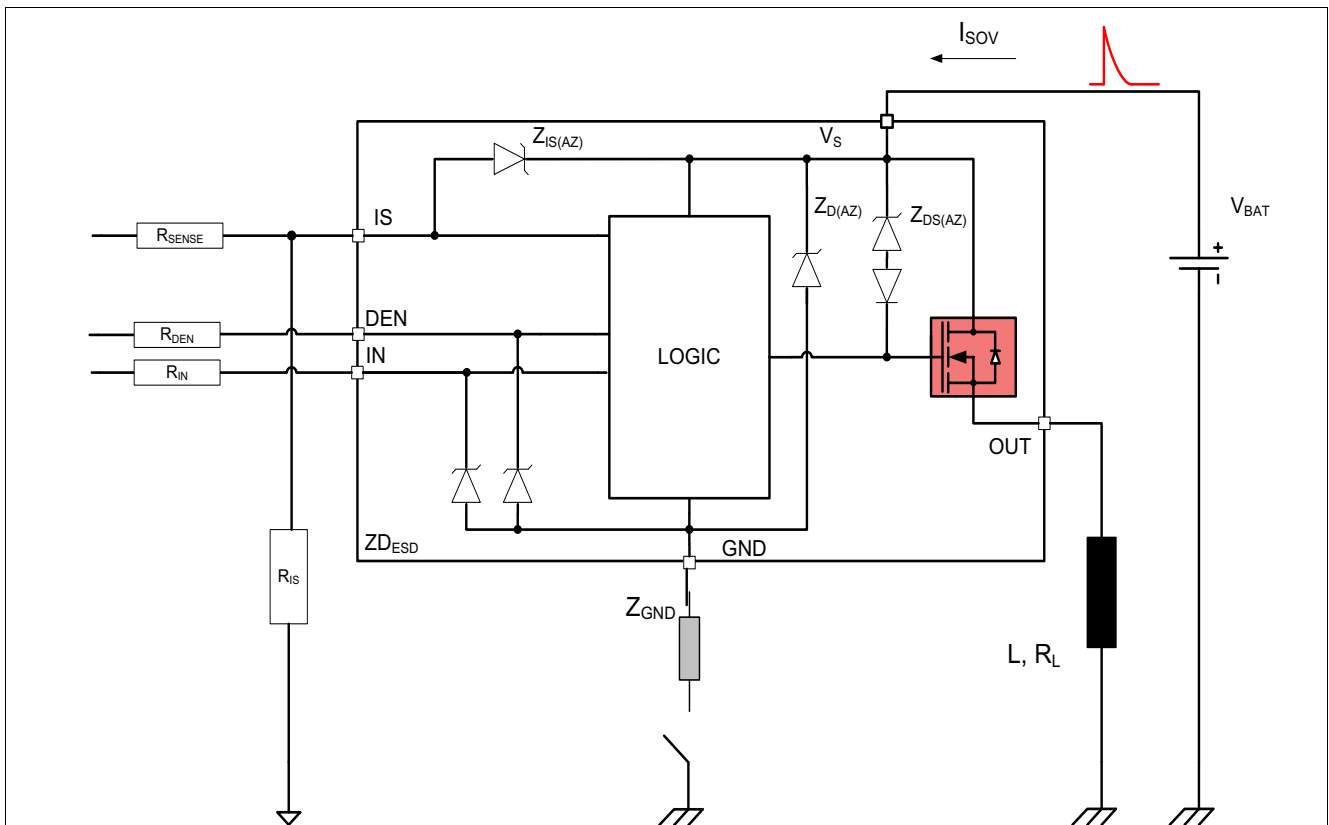 I_SOV
V_S
Z_IS(AZ)
Z_D(AZ)
Z_DS(AZ)
V_BAT
+
-
IS
R_SENSE
DEN
R_DEN
IN
R_IN
LOGIC
OUT
ZD_ESD
GND
R_IS
Z_GND
L, R_L